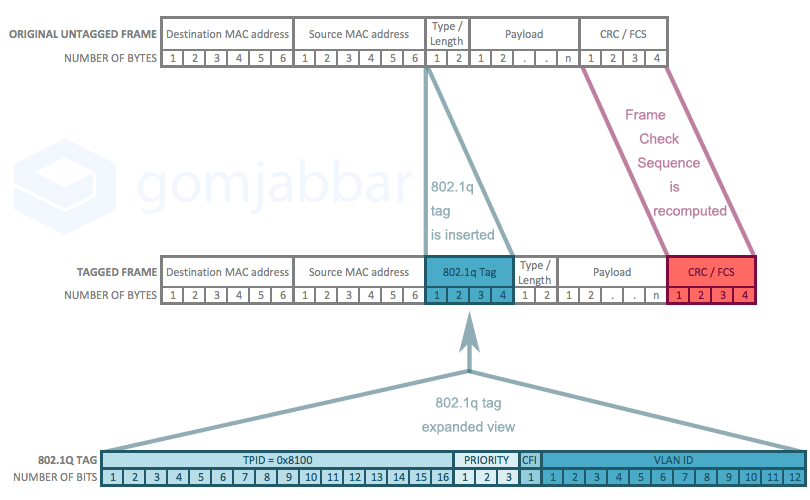 ORIGINAL UNTAGGED FRAME Destination MAC address Source MAC address Type / Length Payload CRC / FCS
NUMBER OF BYTES 1 2 3 4 5 6 1 2 3 4 5 6 1 2 1 2 . . n 1 2 3 4
Frame
Check
Sequence
is
recomputed
gomjabbar
802.1q
tag
is inserted
TAGGED FRAME Destination MAC address Source MAC address 802.1q Tag Type / Length Payload CRC / FCS
NUMBER OF BYTES 1 2 3 4 5 6 1 2 3 4 5 6 1 2 3 4 1 2 1 2 . . n 1 2 3 4
802.1q tag
expanded view
802.1Q TAG TPID = 0x8100 PRIORITY CFI VLAN ID
NUMBER OF BITS 1 2 3 4 5 6 7 8 9 10 11 12 13 14 15 16 1 2 3 1 1 2 3 4 5 6 7 8 9 10 11 12